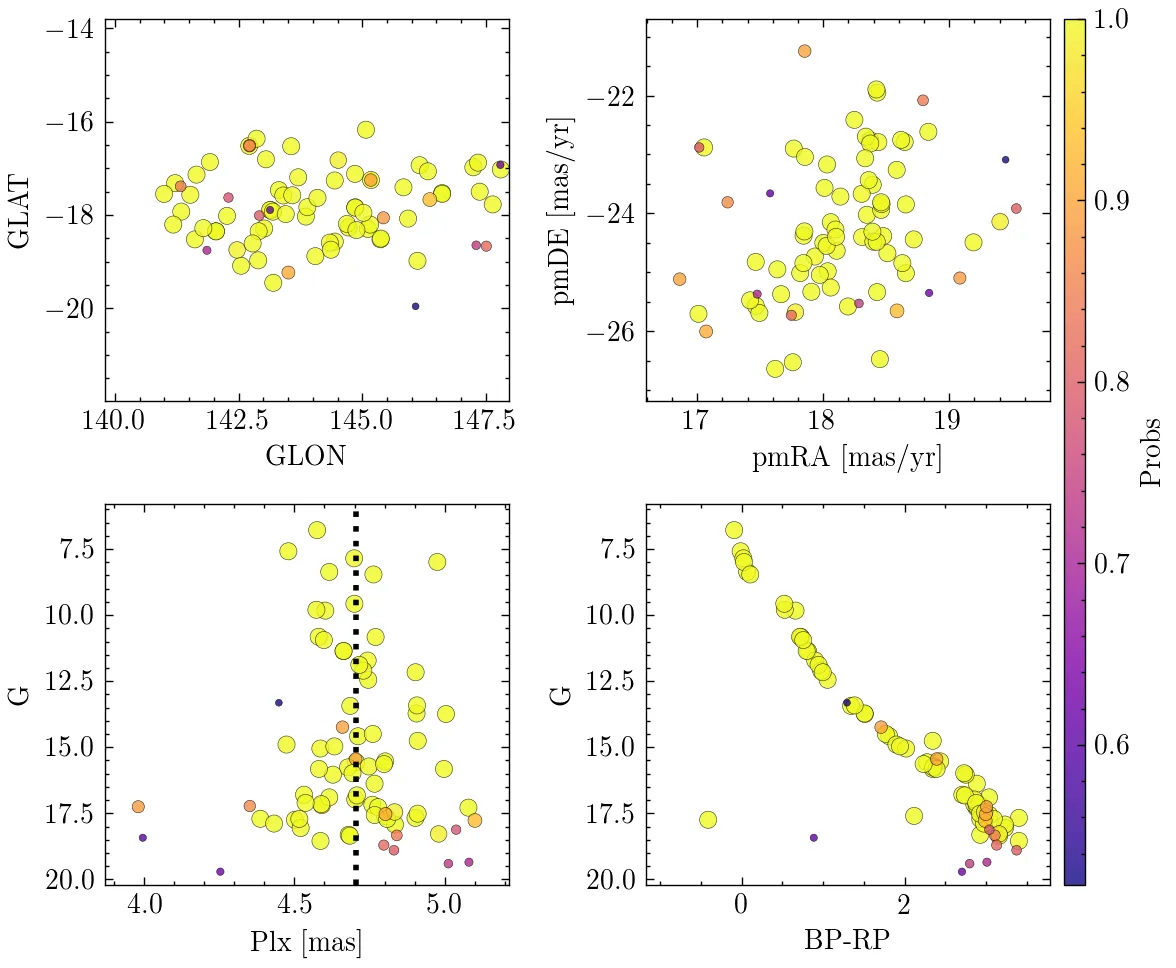 −14
−16
−18
−20
GLAT
140.0 142.5 145.0 147.5
GLON
−22
−24
−26
pmDE [mas/yr]
17 18 19
pmRA [mas/yr]
1.0
0.9
0.8
0.7
0.6
Probs
7.5
10.0
12.5
15.0
17.5
20.0
G
4.0 4.5 5.0
Plx [mas]
7.5
10.0
12.5
15.0
17.5
20.0
G
0 2
BP-RP